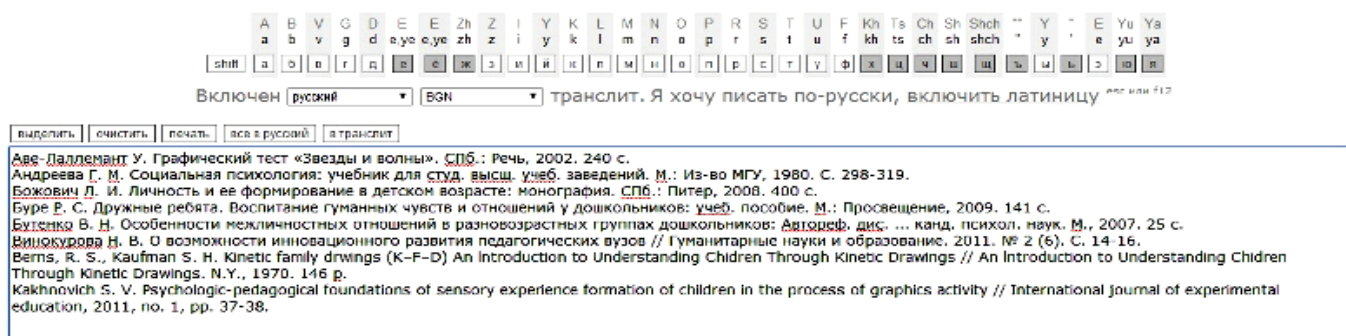 A B V G D E E Zh Z I Y K L M N O P R S T U F Kh Ts Ch Sh Shch " Y ' E Yu Ya
a b v g d e,ye e,ye zh z i y k l m n o p r s t u f kh ts ch sh shch " y ' e yu ya
shift а б в г д е ё ж з и й к л м н о п р с т у ф х ц ч ш щ ъ ы ь э ю я
Включен русский BGN транслит. Я хочу писать по-русски, включить латиницу esc или f12
выделить очистить печать все в русский в транслит
Аве-Лаллемант У. Графический тест «Звезды и волны». СПб.: Речь, 2002. 240 с.
Андреева Г. М. Социальная психология: учебник для студ. высш. учеб. заведений. М.: Из-во МГУ, 1980. С. 298-319.
Божович Л. И. Личность и ее формирование в детском возрасте: монография. СПб.: Питер, 2008. 400 с.
Буре Р. С. Дружные ребята. Воспитание гуманных чувств и отношений у дошкольников: учеб. пособие. М.: Просвещение, 2009. 141 с.
Бутенко В. Н. Особенности межличностных отношений в разновозрастных группах дошкольников: Автореф. дис. ... канд. психол. наук. М., 2007. 25 с.
Винокурова Н. В. О возможности инновационного развития педагогических вузов // Гуманитарные науки и образование. 2011. № 2 (6). С. 14-16.
Berns, R. S., Kaufman S. H. Kinetic family drwings (K–F–D) An Introduction to Understanding Chidren Through Kinetic Drawings // An Introduction to Understanding Chidren
Through Kinetic Drawings. N.Y., 1970. 146 p.
Kakhnovich S. V. Psychologic-pedagogical foundations of sensory experience formation of children in the process of graphics activity // International journal of experimental
education, 2011, no. 1, pp. 37-38.